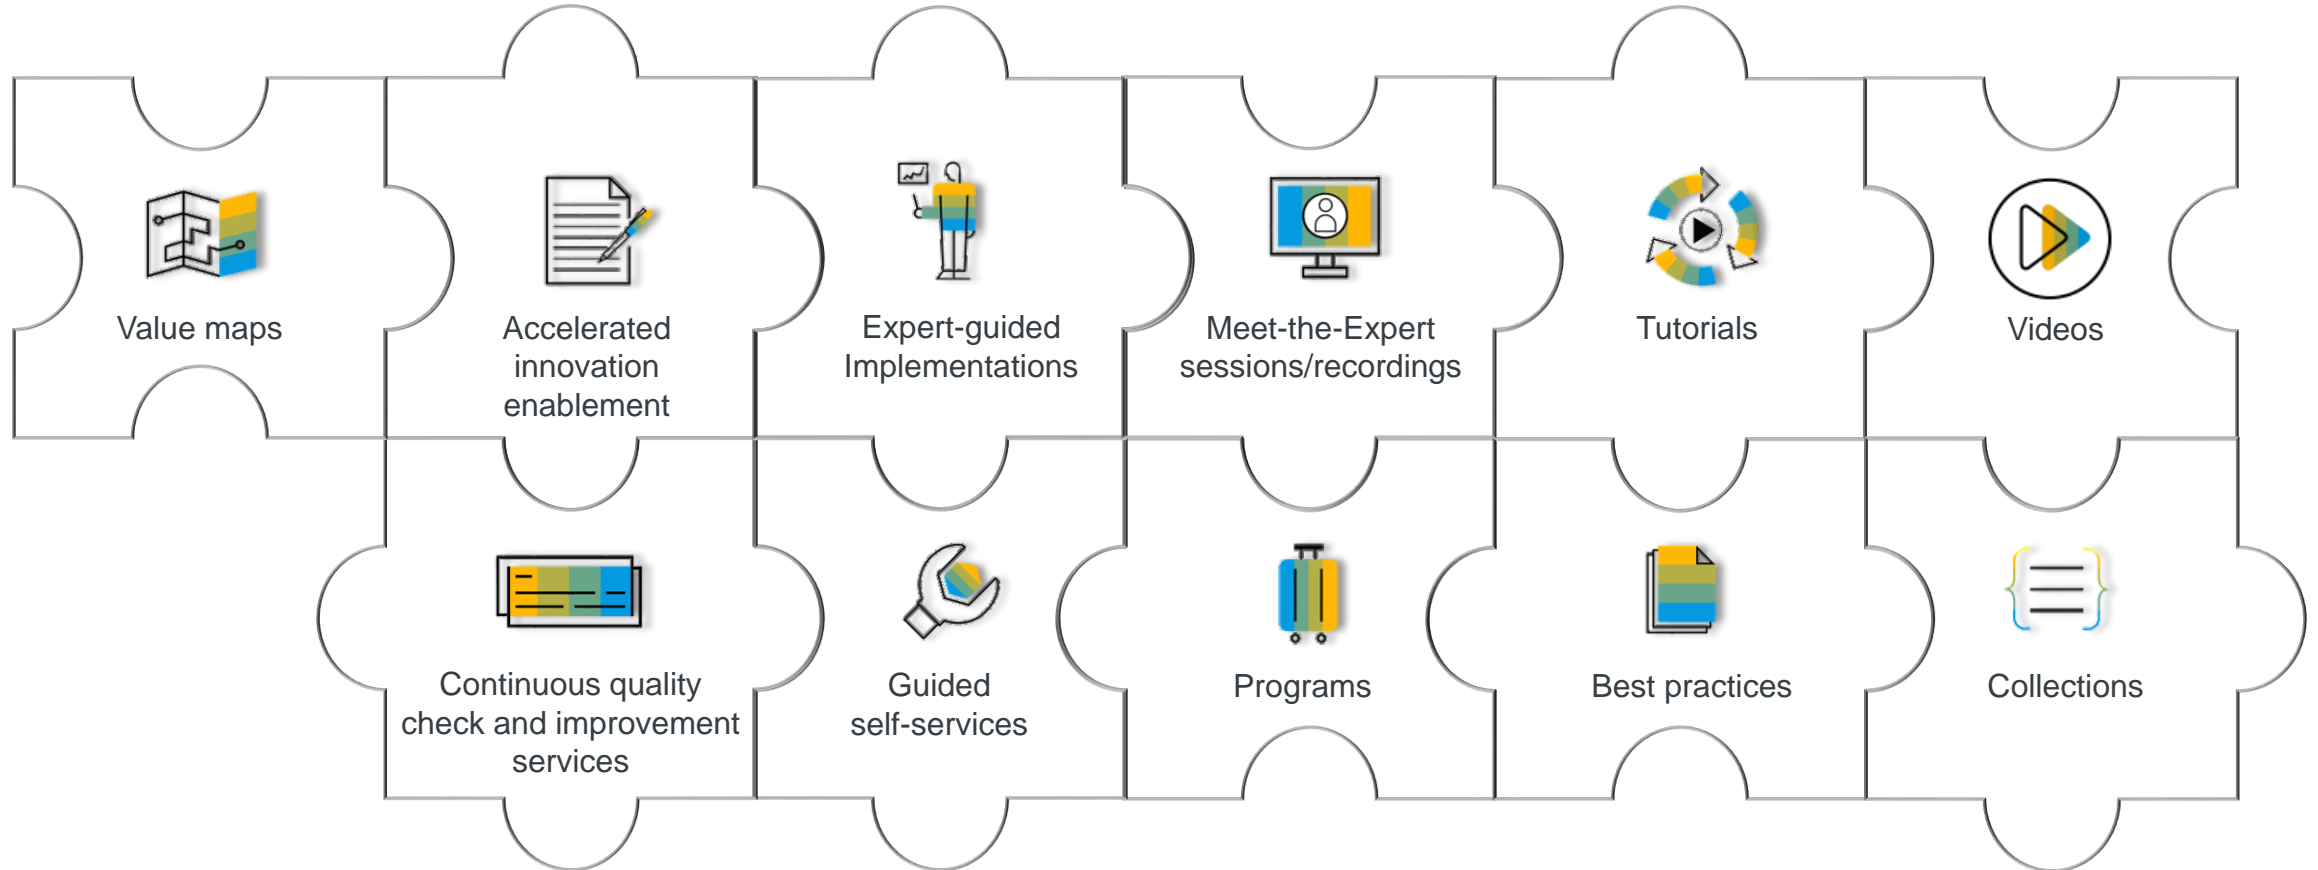 Value maps
Accelerated
innovation
enablement
Expert-guided
Implementations
Meet-the-Expert
sessions/recordings
Tutorials
Videos
Continuous quality
check and improvement
services
Guided
self-services
Programs
Best practices
Collections